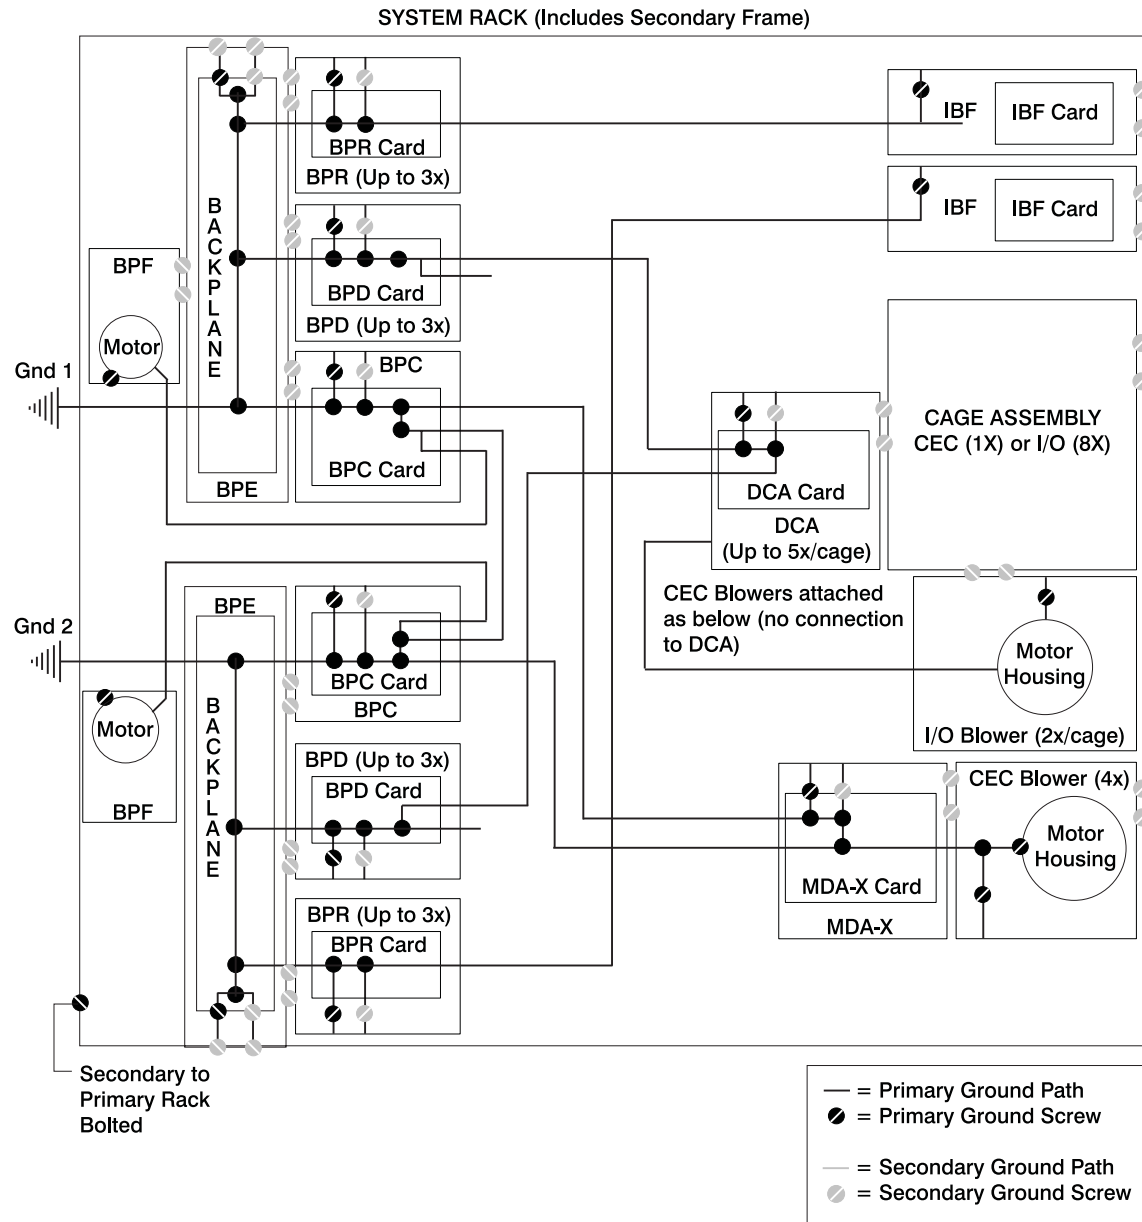 SYSTEM RACK (Includes Secondary Frame)
BPR Card
BPR (Up to 3x)
IBF
IBF Card
IBF
IBF Card
BACKPLANE
BPF
Motor
BPD Card
BPD (Up to 3x)
Gnd 1
BPC
BPC Card
BPE
CAGE ASSEMBLY
CEC (1X) or I/O (8X)
DCA Card
DCA
(Up to 5x/cage)
CEC Blowers attached
as below (no connection
to DCA)
Motor
Housing
I/O Blower (2x/cage)
BPE
Gnd 2
BPC Card
BPC
BACKPLANE
Motor
BPF
BPD (Up to 3x)
BPD Card
CEC Blower (4x)
Motor
Housing
MDA-X Card
MDA-X
BPR (Up to 3x)
BPR Card
Secondary to
Primary Rack
Bolted
= Primary Ground Path
= Primary Ground Screw
= Secondary Ground Path
= Secondary Ground Screw